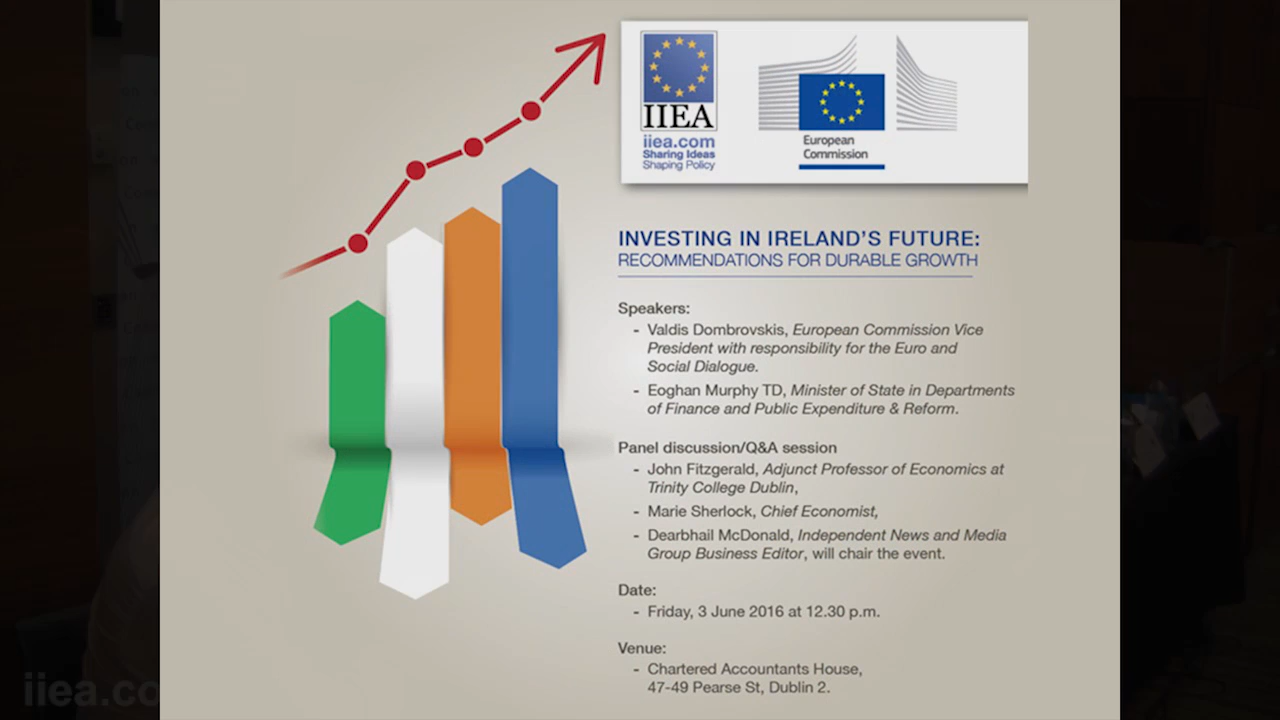 IIEA
iiea.com
Sharing Ideas
Shaping Policy
European
Commission
INVESTING IN IRELAND'S FUTURE:
RECOMMENDATIONS FOR DURABLE GROWTH
Speakers:
- Valdis Dombrovskis, European Commission Vice
President with responsibility for the Euro and
Social Dialogue.
- Eoghan Murphy TD, Minister of State in Departments
of Finance and Public Expenditure & Reform.
Panel discussion/Q&A session
- John Fitzgerald, Adjunct Professor of Economics at
Trinity College Dublin,
- Marie Sherlock, Chief Economist,
- Dearbhail McDonald, Independent News and Media
Group Business Editor, will chair the event.
Date:
- Friday, 3 June 2016 at 12.30 p.m.
Venue:
- Chartered Accountants House,
47-49 Pearse St, Dublin 2.
iiea.co